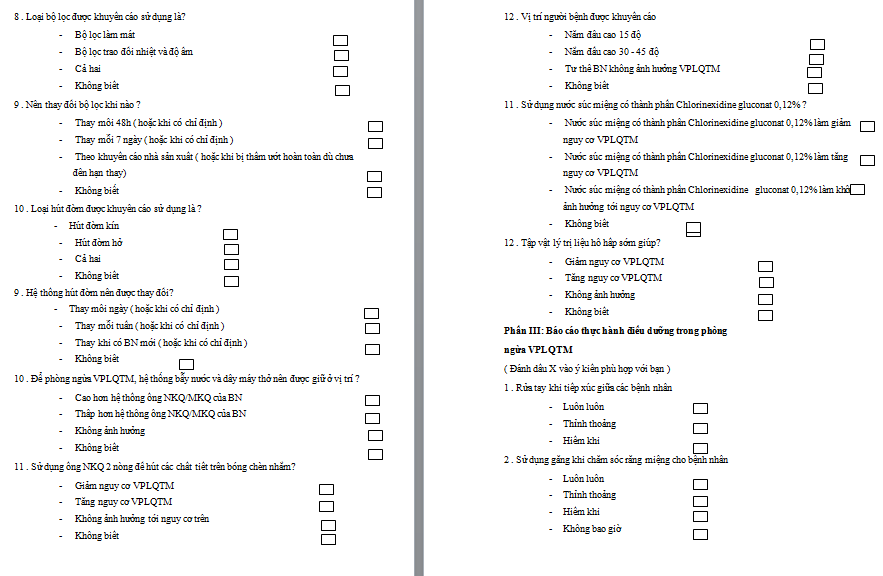 8 . Loại bộ lọc được khuyên cáo sử dụng là?
- Bộ lọc làm mát
- Bộ lọc trao đổi nhiệt và độ ẩm
- Cả hai
- Không biết
9 . Nên thay đổi bộ lọc khi nào ?
- Thay mỗi 48h ( hoặc khi có chỉ định )
- Thay mỗi 7 ngày ( hoặc khi có chỉ định )
- Theo khuyên cáo nhà sản xuất ( hoặc khi bị thấm ướt hoàn toàn dù chưa
đến hạn thay)
- Không biết
10 . Loại hút đờm được khuyên cáo sử dụng là ?
- Hút đờm kín
- Hút đờm hở
- Cả hai
- Không biết
9 . Hệ thống hút đờm nên được thay đổi?
- Thay mỗi ngày ( hoặc khi có chỉ định )
- Thay mỗi tuần ( hoặc khi có chỉ định )
- Thay khi có BN mới ( hoặc khi có chỉ định )
- Không biết
10 . Để phòng ngừa VPLQTM, hệ thống bẫy nước và dây máy thở nên được giữ ở vị trí ?
- Cao hơn hệ thống ống NKQ/MKQ của BN
- Thấp hơn hệ thống ống NKQ/MKQ của BN
- Không ảnh hưởng
- Không biết
11 . Sử dụng ống NKQ 2 nòng để hút các chất tiết trên bóng chèn nhằm?
- Giảm nguy cơ VPLQTM
- Tăng nguy cơ VPLQTM
- Không ảnh hưởng tới nguy cơ trên
- Không biết
12 . Vị trí người bệnh được khuyên cáo
- Nằm đầu cao 15 độ
- Nằm đầu cao 30 - 45 độ
- Tư thế BN không ảnh hưởng VPLQTM
- Không biết
11 . Sử dụng nước súc miệng có thành phần Chlorinexidine gluconat 0,12% ?
- Nước súc miệng có thành phần Chlorinexidine gluconat 0,12% làm giảm
nguy cơ VPLQTM
- Nước súc miệng có thành phần Chlorinexidine gluconat 0,12% làm tăng
nguy cơ VPLQTM
- Nước súc miệng có thành phần Chlorinexidine gluconat 0,12% làm khô
ảnh hưởng tới nguy cơ VPLQTM
- Không biết
12 . Tập vật lý trị liệu hô hấp sớm giúp?
- Giảm nguy cơ VPLQTM
- Tăng nguy cơ VPLQTM
- Không ảnh hưởng
- Không biết
Phần III: Báo cáo thực hành điều dưỡng trong phòng
ngừa VPLQTM
( Đánh dấu X vào ý kiến phù hợp với bạn )
1 . Rửa tay khi tiếp xúc giữa các bệnh nhân
- Luôn luôn
- Thỉnh thoảng
- Hiếm khi
2 . Sử dụng găng khi chăm sóc răng miệng cho bệnh nhân
- Luôn luôn
- Thỉnh thoảng
- Hiếm khi
- Không bao giờ